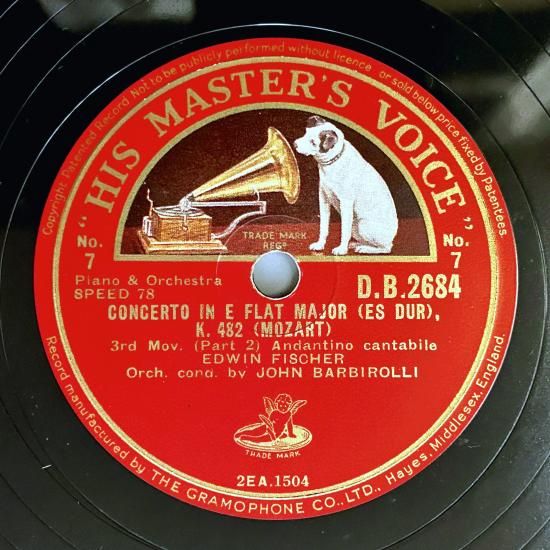 Copyright Patented Record Not to be publicly performed without licence or sold below price fixed by Patentees.
"HIS MASTER'S VOICE"
TRADE MARK
REGD
No.
7
No.
7
Piano & Orchestra
SPEED 78
D.B.2684
CONCERTO IN E FLAT MAJOR (ES DUR),
K. 482 (MOZART)
3rd Mov. (Part 2) Andantino cantabile
EDWIN FISCHER
Orch. cond. by JOHN BARBIROLLI
TRADE MARK
2EA.1504
Record manufactured by THE GRAMOPHONE CO., LTD., Hayes, Middlesex, England.